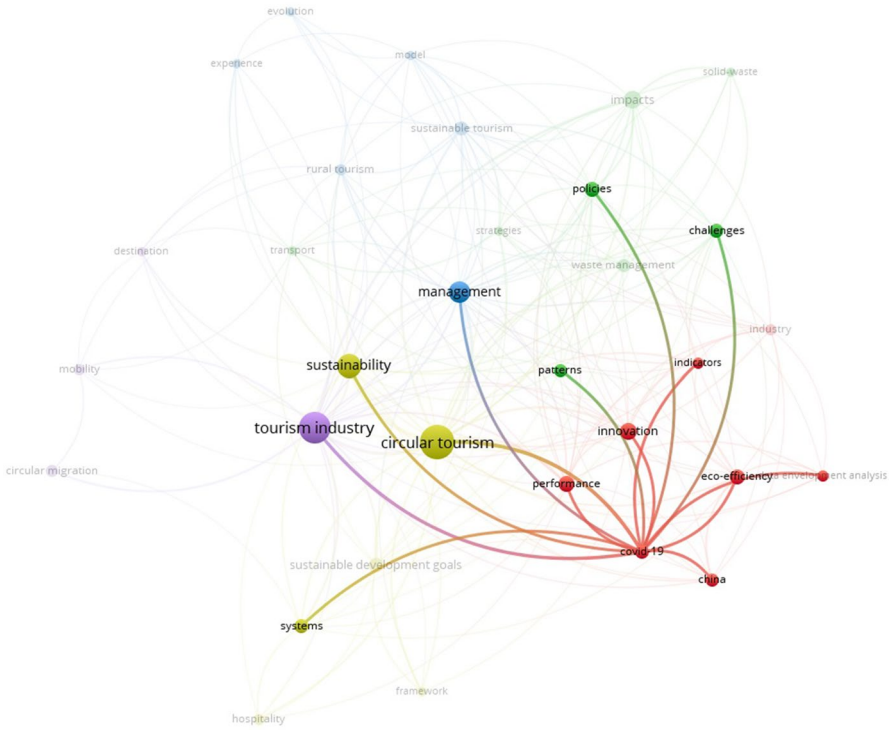 evolution
model
experience
solid-waste
impacts
sustainable tourism
rural tourism
policies
challenges
strategies
destination
transport
waste management
management
industry
sustainability
indicators
mobility
patterns
tourism industry
circular tourism
innovation
circular migration
performance
eco-efficiency
envelopment analysis
covid-19
sustainable development goals
china
systems
framework
hospitality